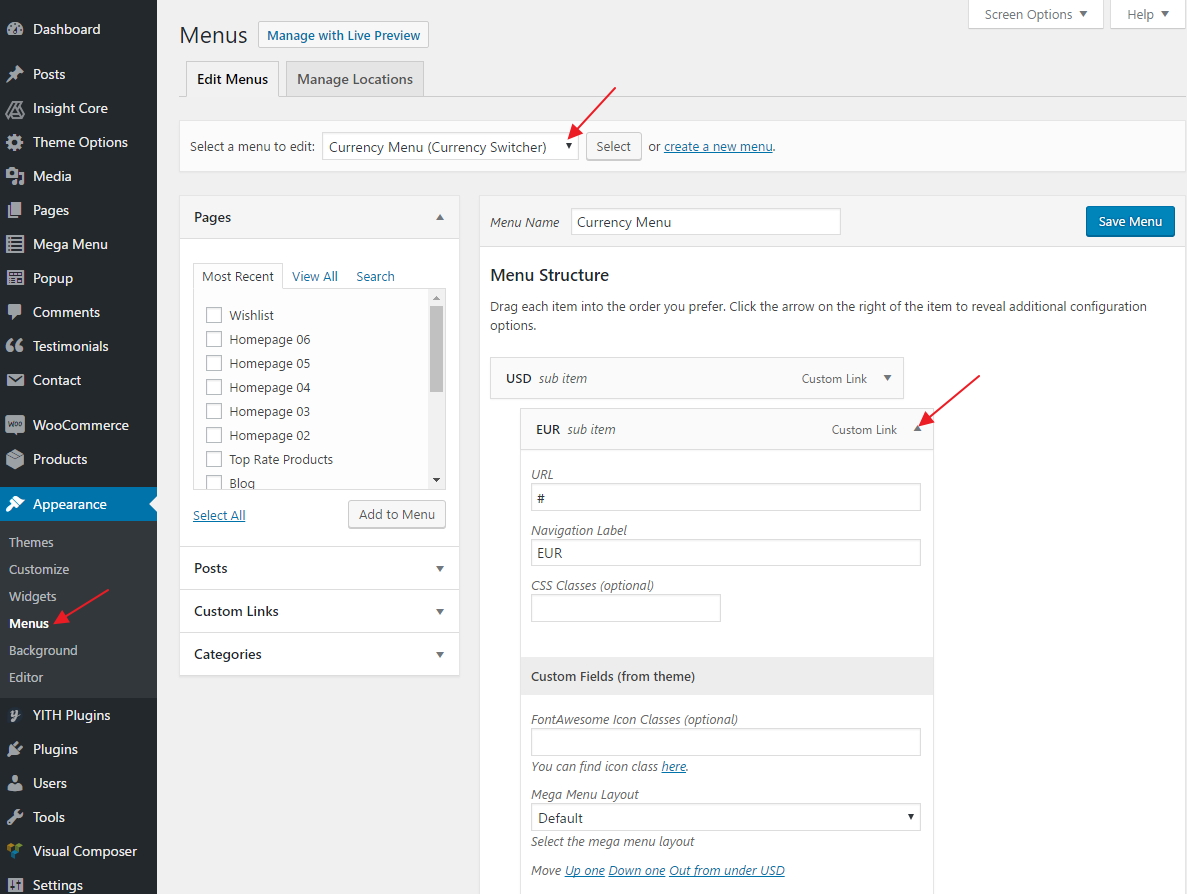 Dashboard
Posts
Insight Core
Theme Options
Media
Pages
Mega Menu
Popup
Comments
Testimonials
Contact
WOO WooCommerce
Products
Appearance
Themes
Customize
Widgets
Menus
Background
Editor
YITH Plugins
Plugins
Users
Tools
Visual Composer
Settings
Screen Options ▼ Help ▼
Menus Manage with Live Preview
Edit Menus Manage Locations
Select a menu to edit: Currency Menu (Currency Switcher) Select or create a new menu.
Pages
Most Recent View All Search
Wishlist
Homepage 06
Homepage 05
Homepage 04
Homepage 03
Homepage 02
Top Rate Products
Blog
Select All Add to Menu
Posts
Custom Links
Categories
Menu Name Currency Menu Save Menu
Menu Structure
Drag each item into the order you prefer. Click the arrow on the right of the item to reveal additional configuration
options.
USD sub item Custom Link
EUR sub item Custom Link
URL
#
Navigation Label
EUR
CSS Classes (optional)
Custom Fields (from theme)
FontAwesome Icon Classes (optional)
You can find icon class here.
Mega Menu Layout
Default
Select the mega menu layout
Move Up one Down one Out from under USD